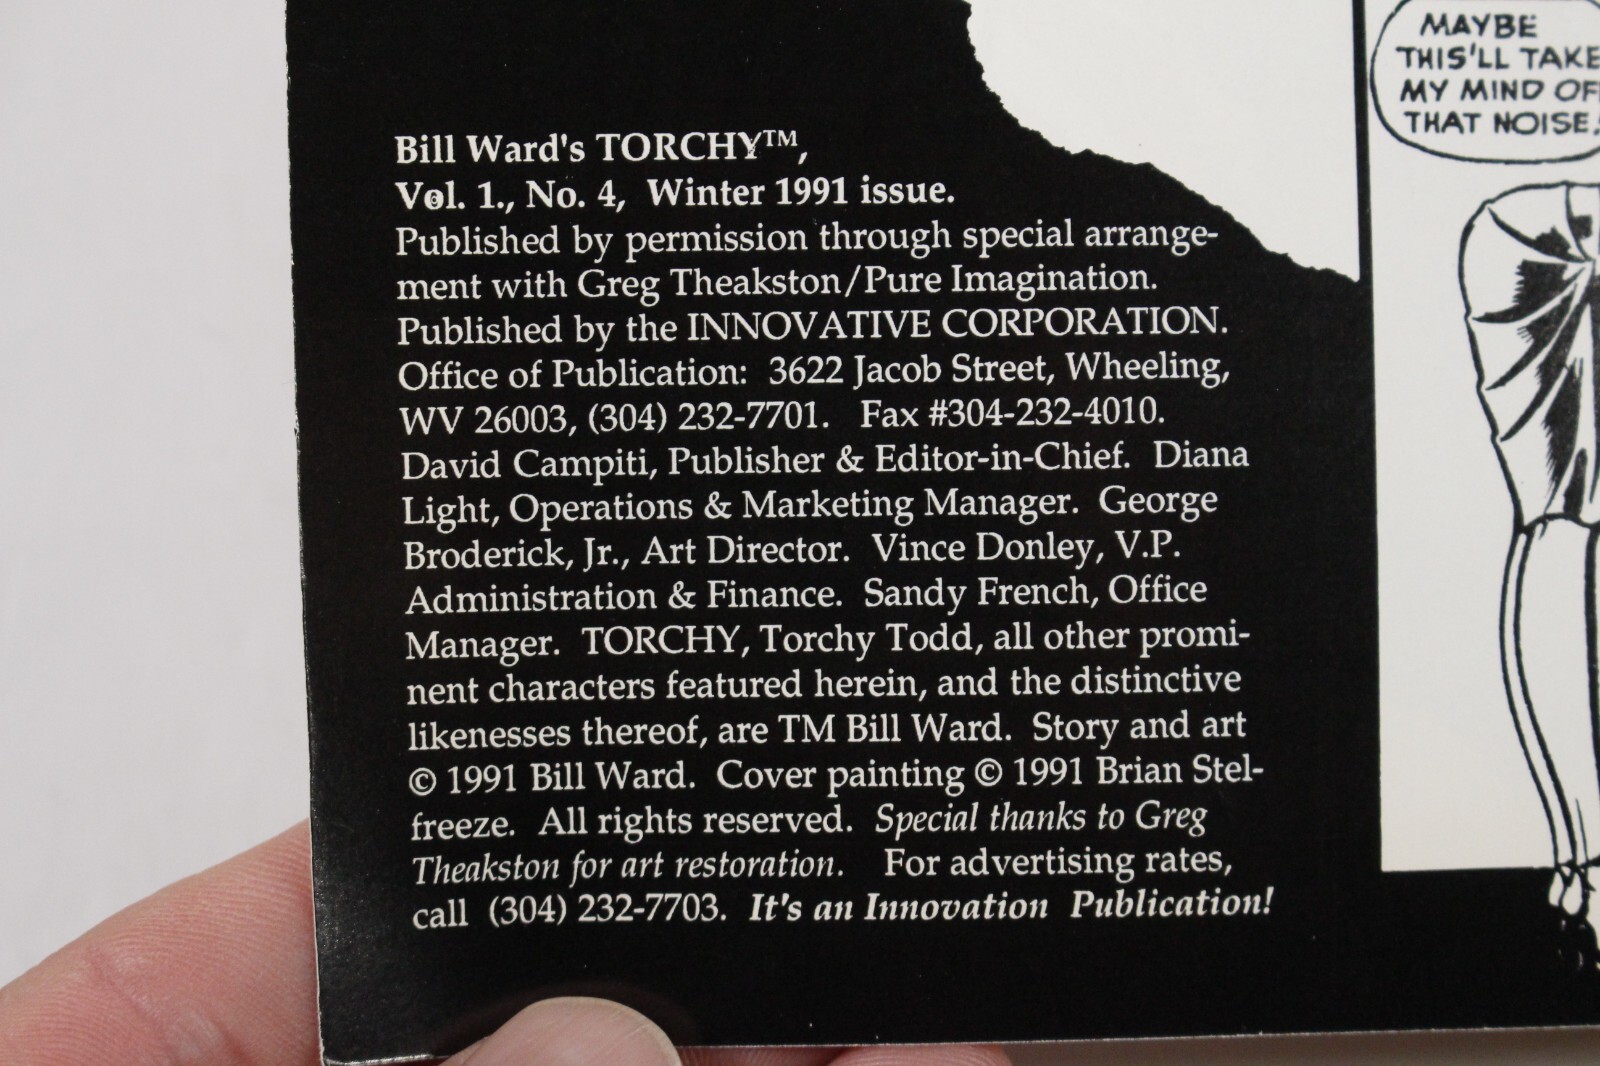 Bill Ward's TORCHY™,
Vol. 1., No. 4, Winter 1991 issue.
Published by permission through special arrange-
ment with Greg Theakston/Pure Imagination.
Published by the INNOVATIVE CORPORATION.
Office of Publication: 3622 Jacob Street, Wheeling,
WV 26003, (304) 232-7701. Fax #304-232-4010.
David Campiti, Publisher & Editor-in-Chief. Diana
Light, Operations & Marketing Manager. George
Broderick, Jr., Art Director. Vince Donley, V.P.
Administration & Finance. Sandy French, Office
Manager. TORCHY, Torchy Todd, all other promi-
nent characters featured herein, and the distinctive
likenesses thereof, are TM Bill Ward. Story and art
© 1991 Bill Ward. Cover painting © 1991 Brian Stel-
freeze. All rights reserved. Special thanks to Greg
Theakston for art restoration. For advertising rates,
call (304) 232-7703. It's an Innovation Publication!
MAYBE
THIS'LL TAKE
MY MIND OF
THAT NOISE.